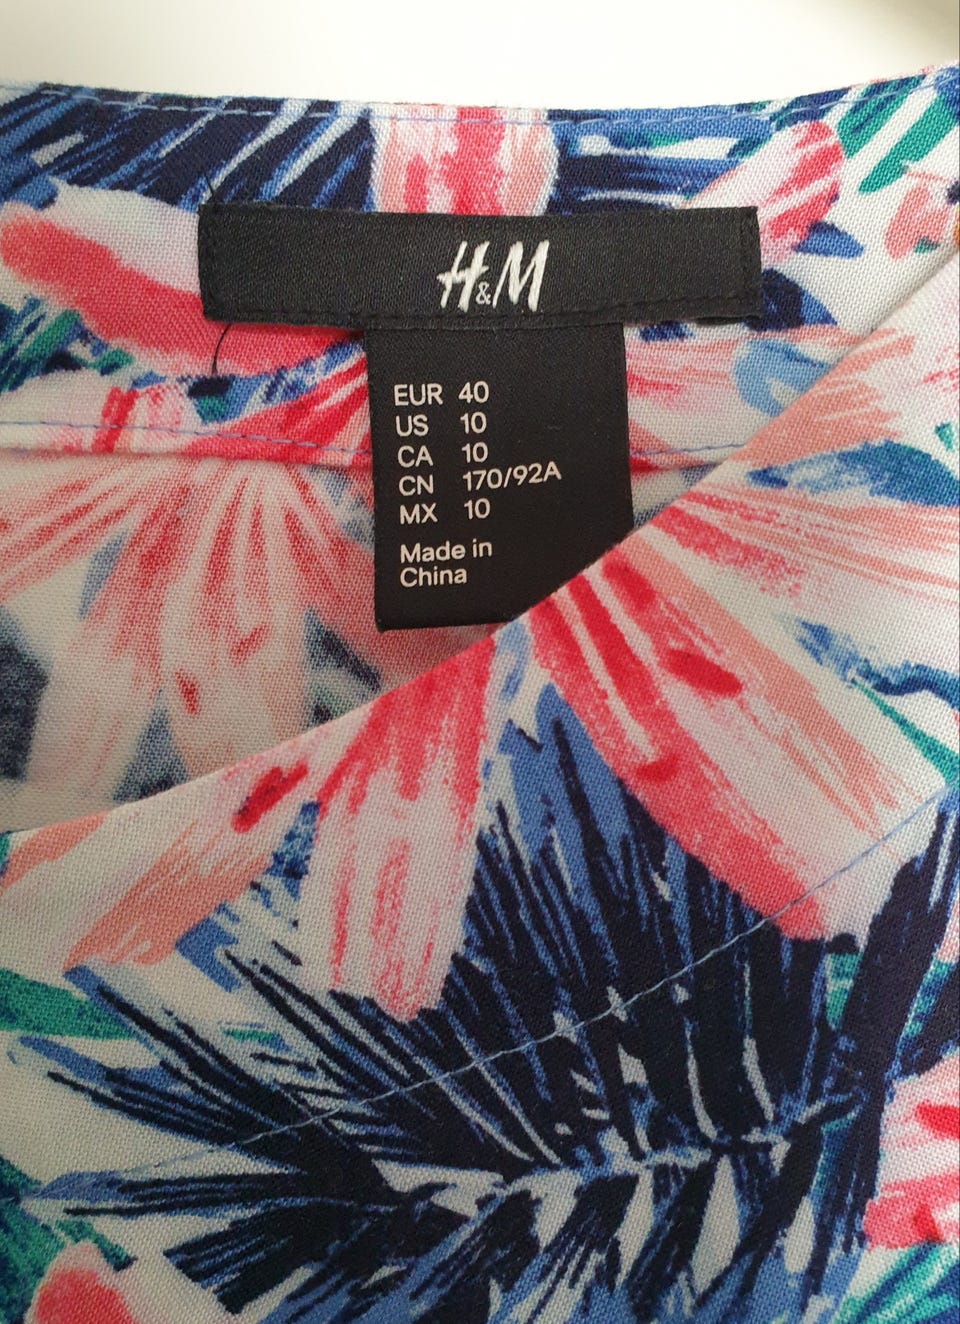 H&M
EUR 40
US 10
CA 10
CN 170/92A
MX 10
Made in
China